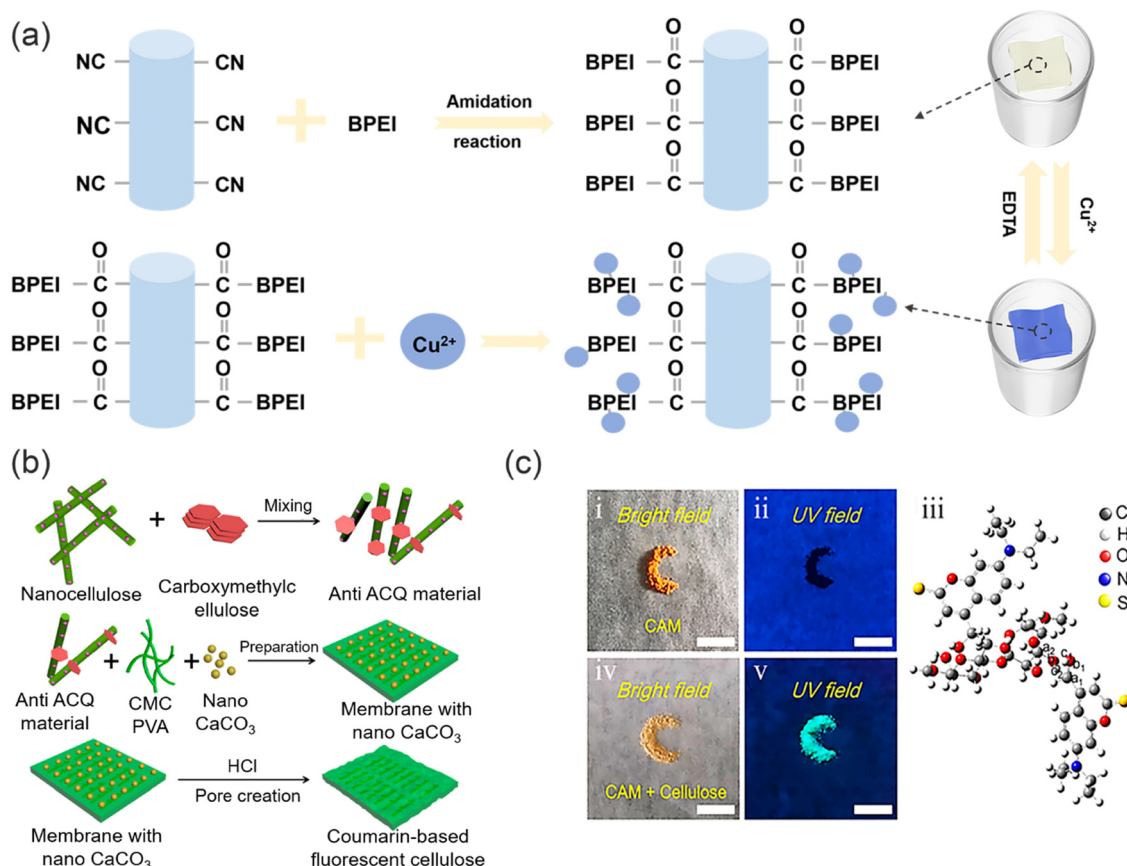 (a)
NC CN
NC CN
NC CN
BPEI
Amidation
reaction
O O
BPEI C C BPEI
O O
BPEI C C BPEI
O O
BPEI C C BPEI
EDTA
Cu2+
O O
BPEI C C BPEI
O O
BPEI C C BPEI
O O
BPEI C C BPEI
Cu2+
O O
BPEI C C BPEI
O O
BPEI C C BPEI
O O
BPEI C C BPEI
(b)
Nanocellulose
+
Carboxymethylc
ellulose
Mixing
Anti ACQ material
Anti ACQ
material
+
CMC
PVA
+
Nano
CaCO3
Preparation
Membrane with
nano CaCO3
Membrane with
nano CaCO3
HCl
Pore creation
Coumarin-based
fluorescent cellulose
(c)
i
Bright field
CAM
ii
UV field
iii
C
H
O
N
S
iv
Bright field
CAM + Cellulose
v
UV field